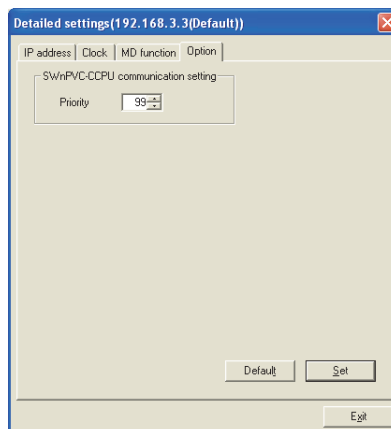 Detailed settings(192.168.3.3(Default))
IP address Clock MD function Option
SWnPVC-CCPU communication setting
Priority 99
Default Set
Exit